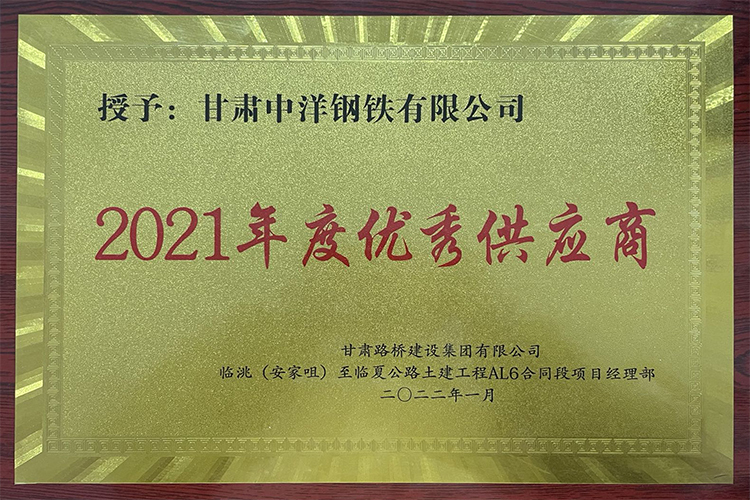 授予：甘肃中洋钢铁有限公司
2021年度优秀供应商
甘肃路桥建设集团有限公司
临洮（安家咀）至临夏公路土建工程AL6合同段项目经理部
二〇二二年一月